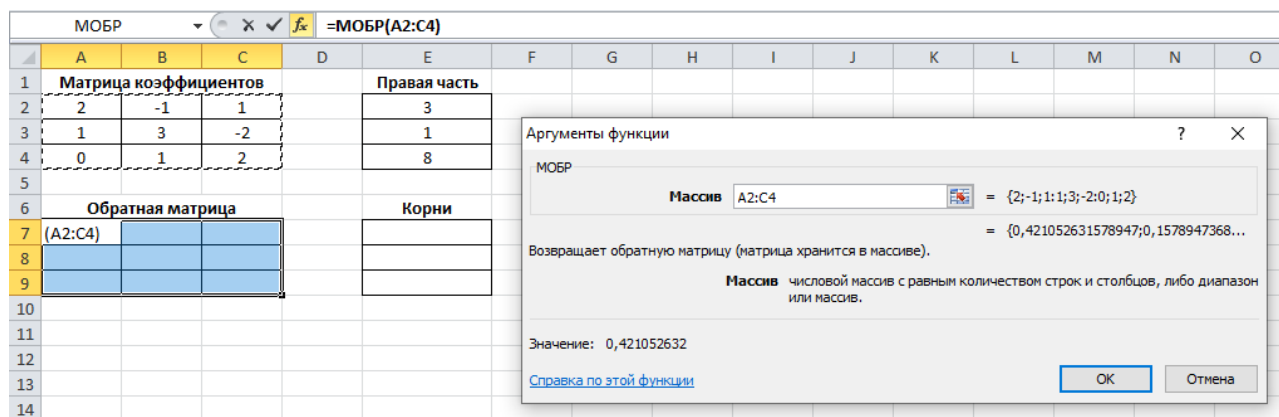 МОБР fx =МОБР(A2:C4)
A B C D E F G H I J K L M N O
1 Матрица коэффициентов Правая часть
2 2 -1 1 3
3 1 3 -2 1
4 0 1 2 8
5
6 Обратная матрица Корни
7 (A2:C4)
8
9
10
11
12
13
14
Аргументы функции ? X
МОБР
Массив A2:C4 = {2;-1;1:1;3;-2:0;1;2}
= {0,421052631578947;0,1578947368...
Возвращает обратную матрицу (матрица хранится в массиве).
Массив числовой массив с равным количеством строк и столбцов, либо диапазон
или массив.
Значение: 0,421052632
Справка по этой функции OK Отмена